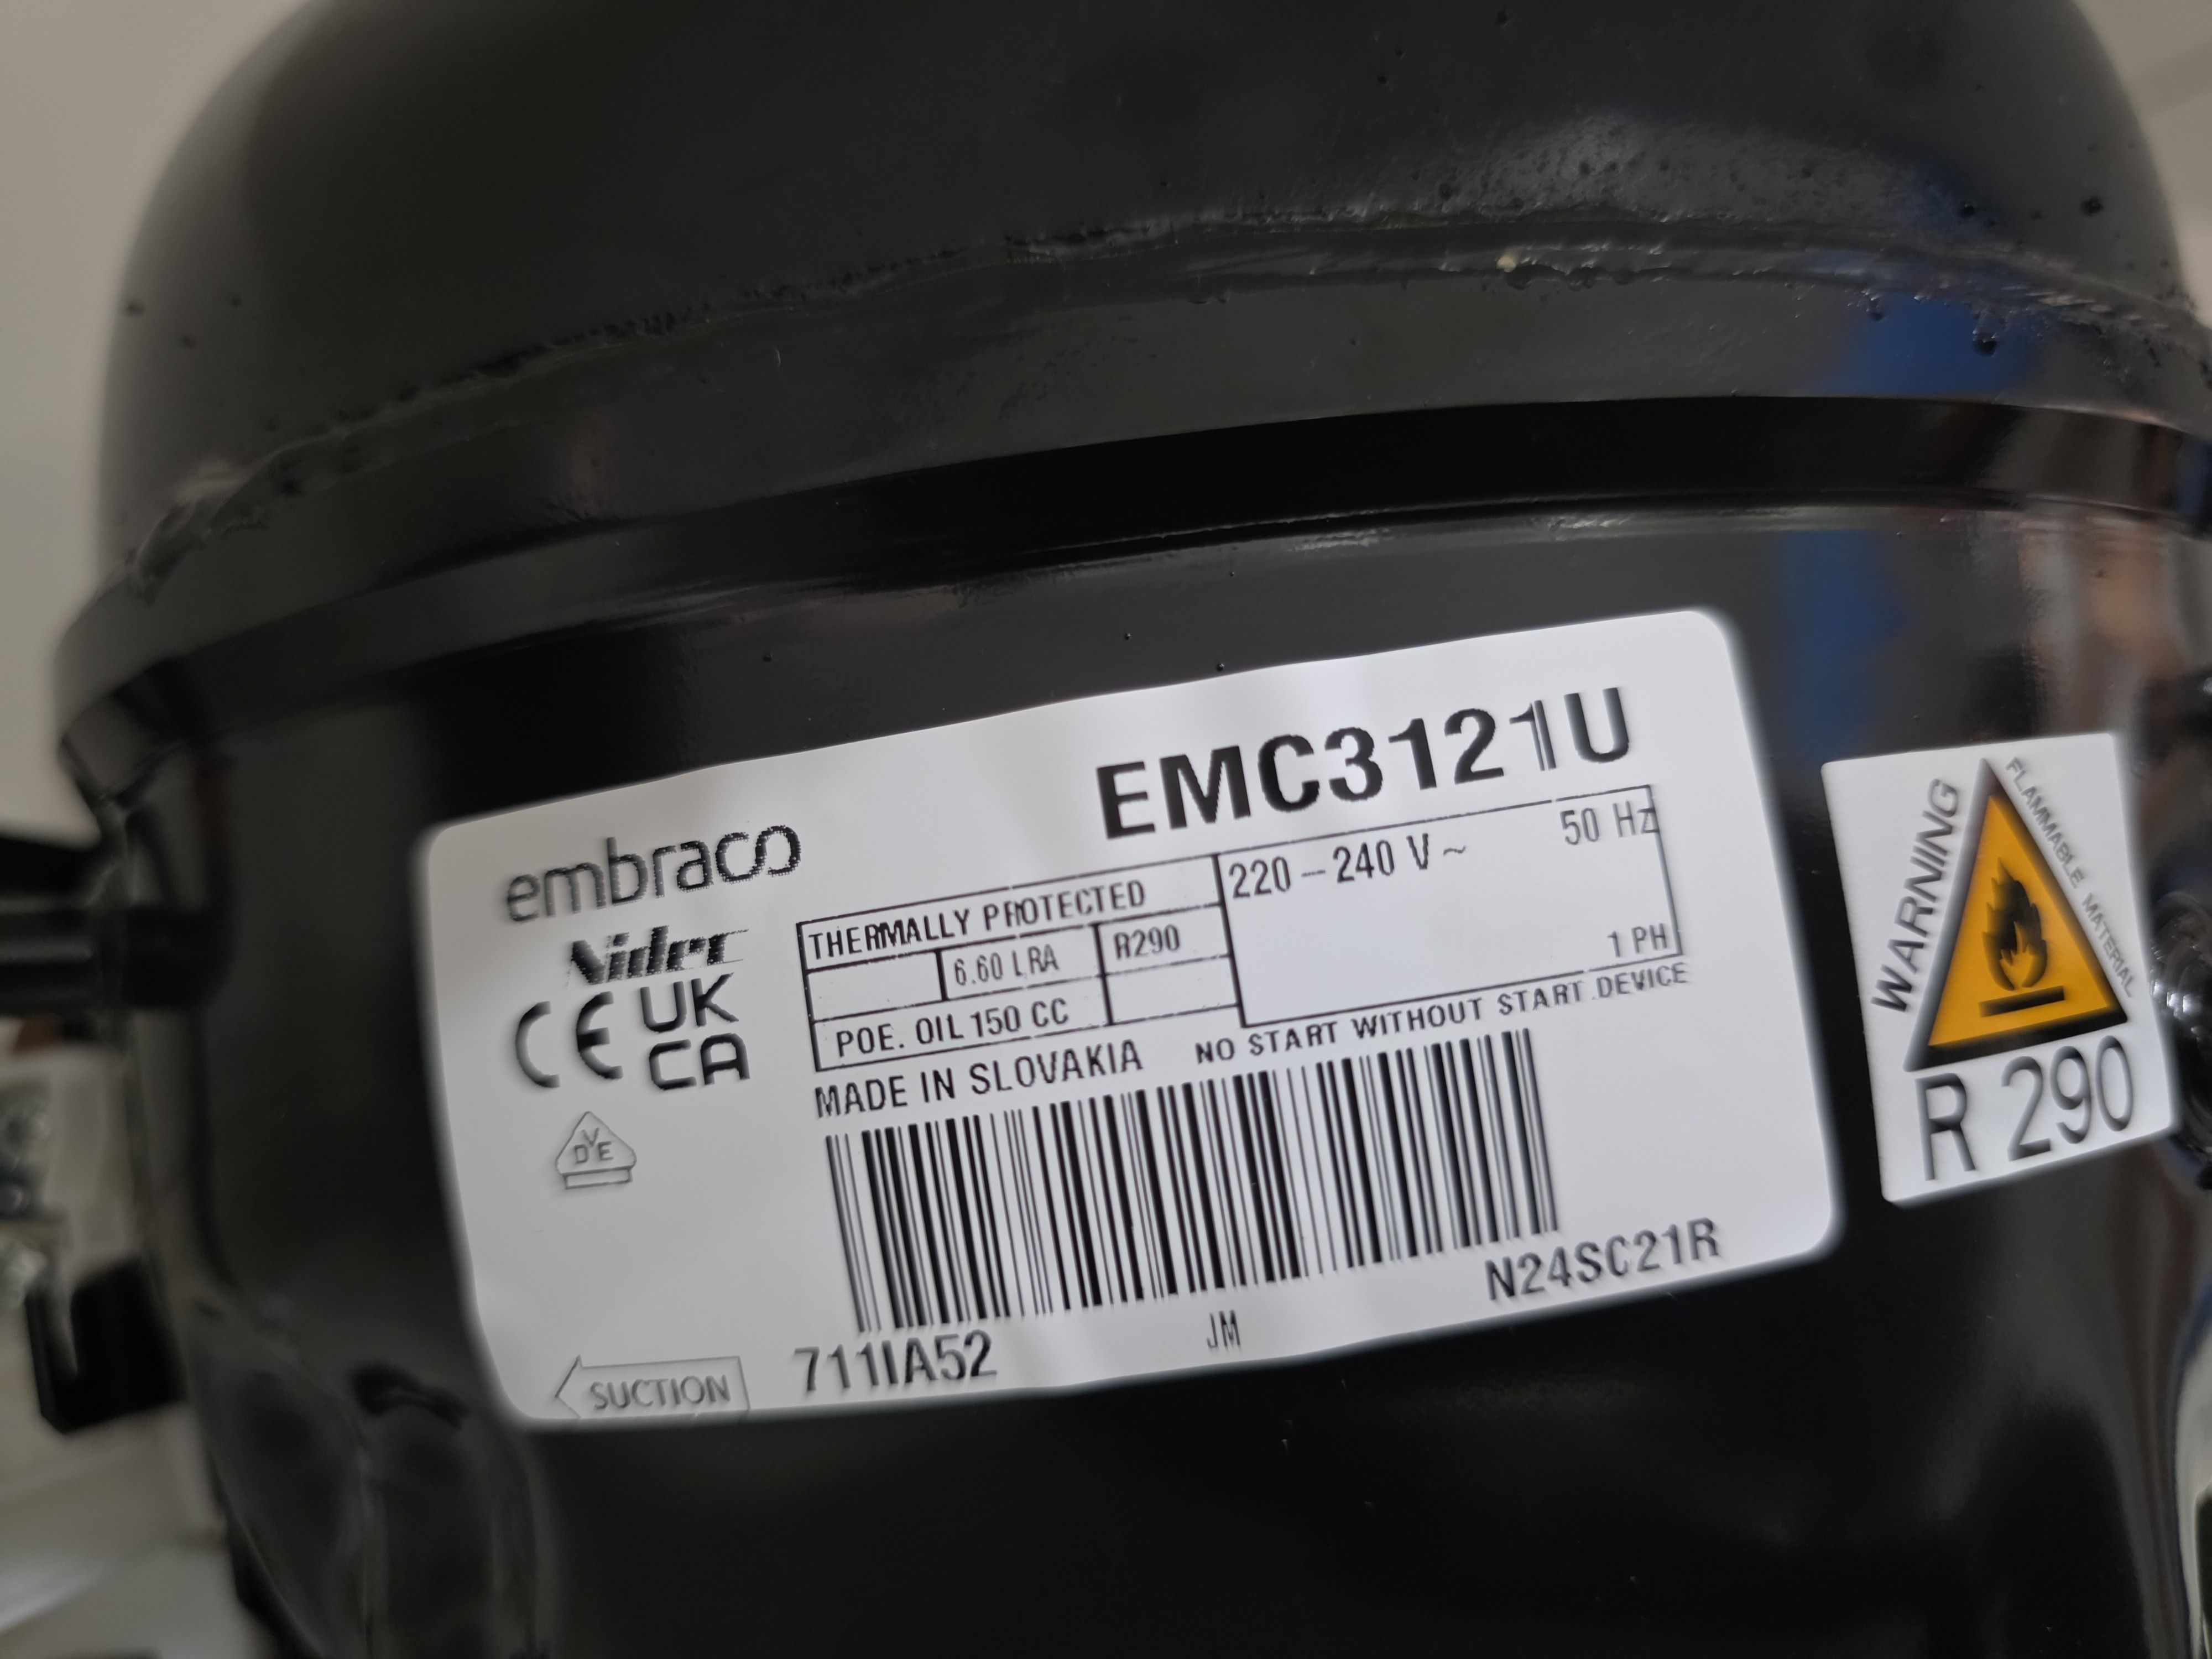 EMC3121U
embraco
Nidec
THERMALLY PROTECTED
220 – 240 V ~ 50 Hz
6.60 LRA
R290
1 PH
POE. OIL 150 CC
NO START WITHOUT START DEVICE
CE UK
CA
MADE IN SLOVAKIA
VDE
711IA52
JM
N24SC21R
SUCTION
WARNING
FLAMMABLE MATERIAL
R 290